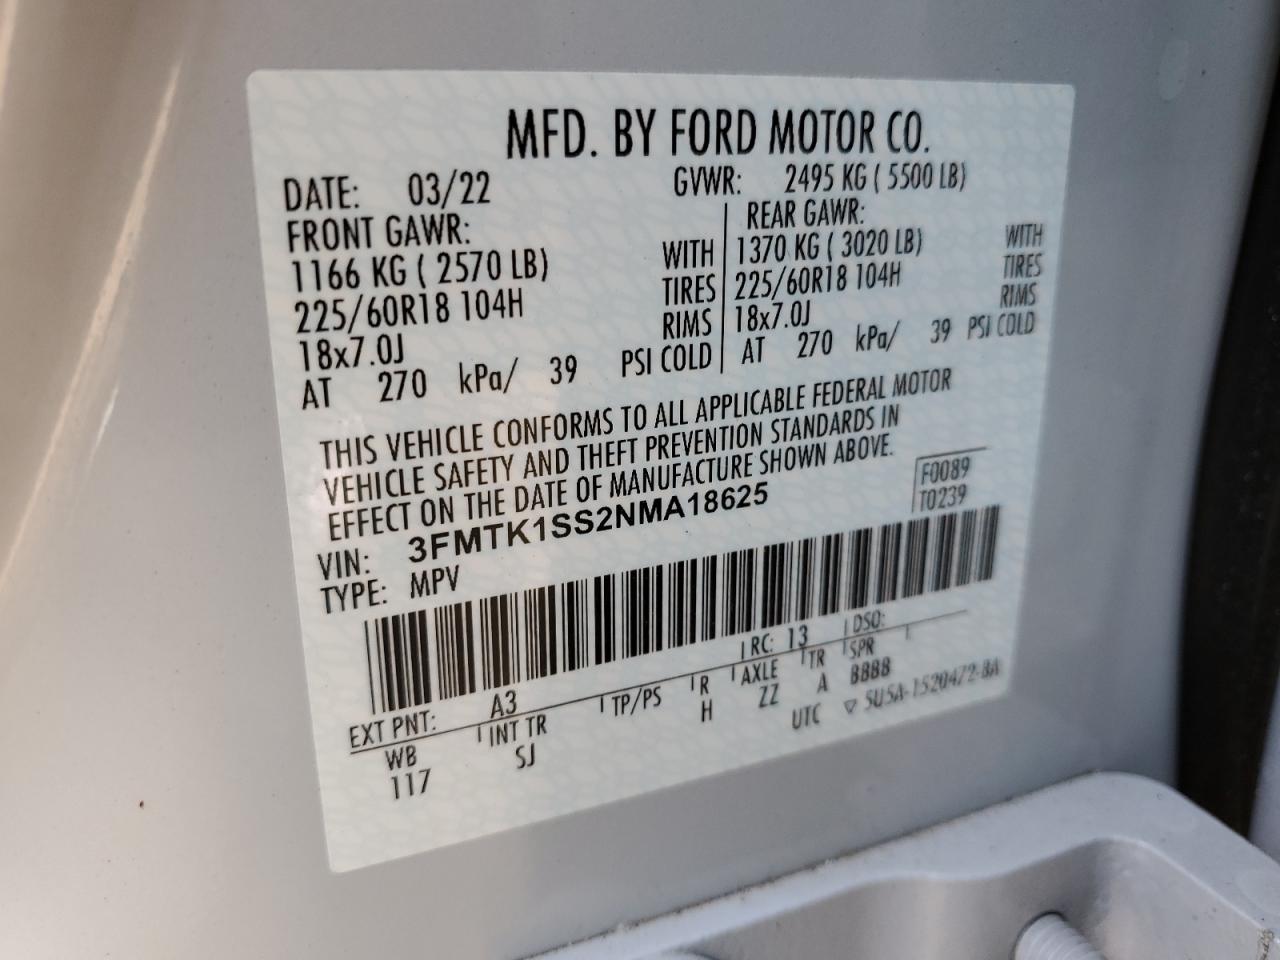 MFD. BY FORD MOTOR CO.
DATE: 03/22 GVWR: 2495 KG ( 5500 LB)
FRONT GAWR: REAR GAWR:
1166 KG ( 2570 LB) WITH 1370 KG ( 3020 LB) WITH
225/60R18 104H TIRES 225/60R18 104H TIRES
18x7.0J RIMS 18x7.0J RIMS
AT 270 kPa/ 39 PSI COLD AT 270 kPa/ 39 PSI COLD
THIS VEHICLE CONFORMS TO ALL APPLICABLE FEDERAL MOTOR
VEHICLE SAFETY AND THEFT PREVENTION STANDARDS IN
EFFECT ON THE DATE OF MANUFACTURE SHOWN ABOVE.
F0089
T0239
VIN: 3FMTK1SS2NMA18625
TYPE: MPV
EXT PNT: A3 RC: 13 DSO:
WB INT TR TP/PS R AXLE TR SPR
117 SJ H ZZ A BBBB
UTC ▽ SU5A-1520472-BA